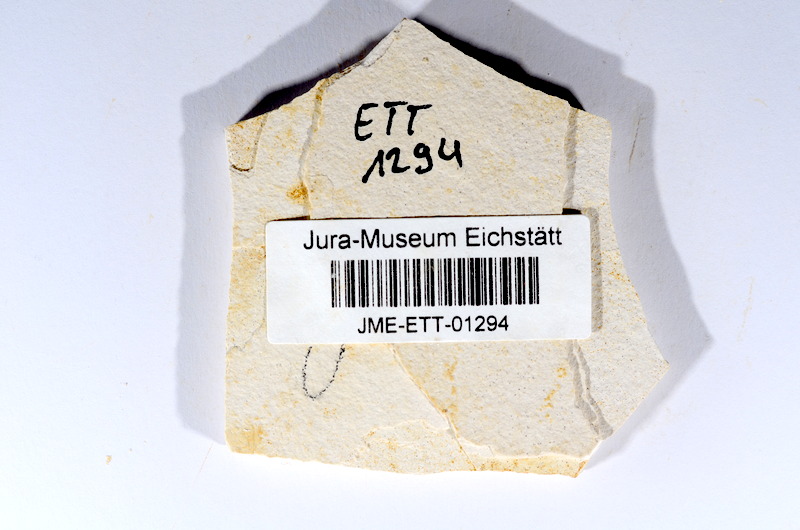 ETT
1294
Jura-Museum Eichstätt
JME-ETT-01294